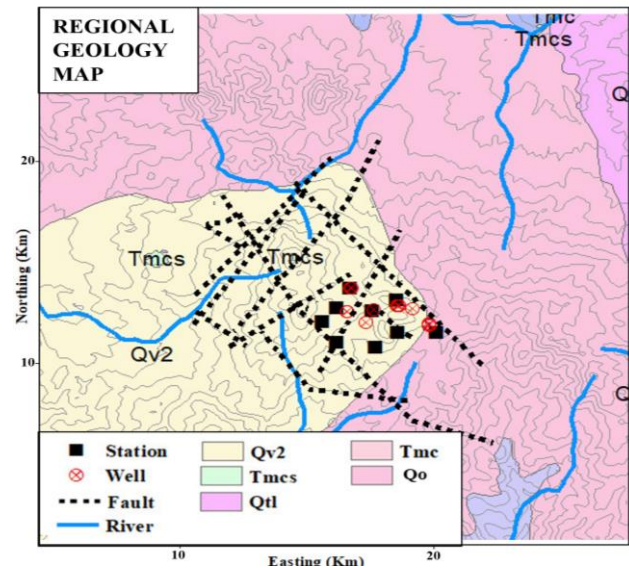 REGIONAL
GEOLOGY
MAP
Tmc
Tmcs
Q
20
Northing (Km)
Tmcs
Tmcs
10
Qv2
Q
Station
Qv2
Tmc
Well
Tmcs
Qo
Fault
Qtl
River
10
20
Easting (Km)